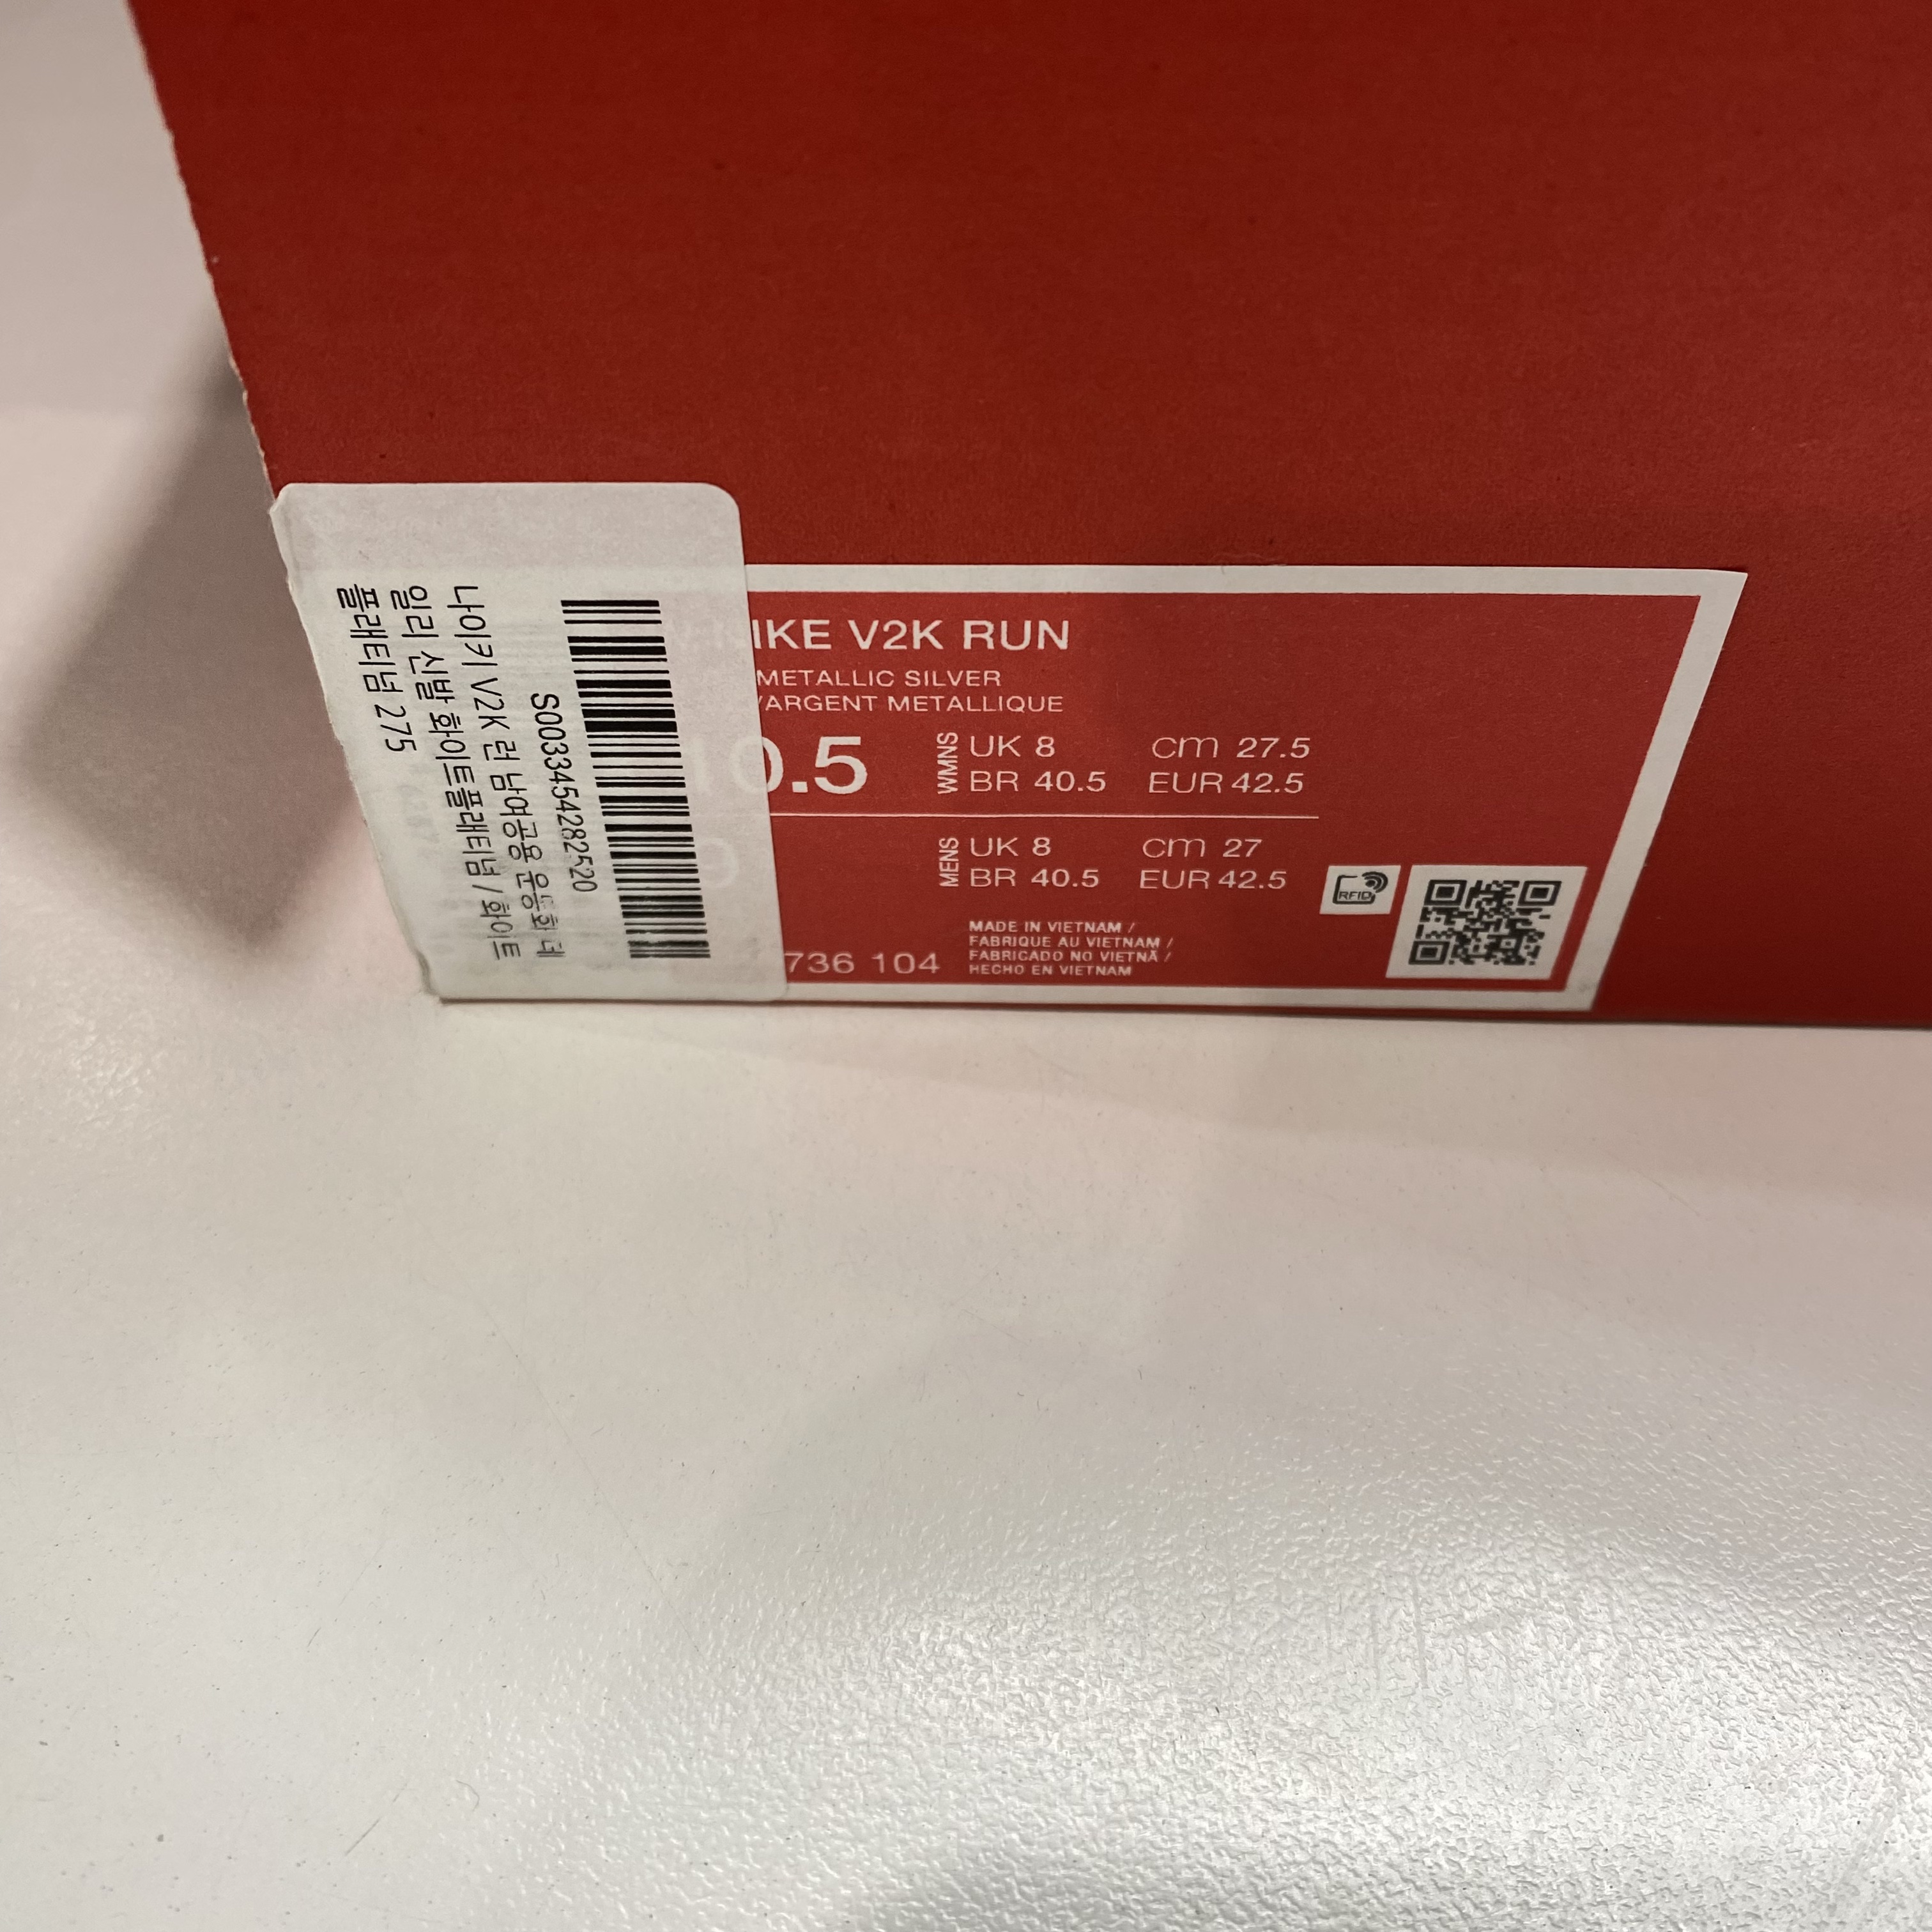 S0033454282520
나이키 V2K 런 남여공용 운동화 데
일리 신발 화이트플래티넘 / 화이트
플래티넘 275
IKE V2K RUN
METALLIC SILVER
/ARGENT METALLIQUE
10.5
WMNS
UK 8 cm 27.5
BR 40.5 EUR 42.5
MENS
UK 8 cm 27
BR 40.5 EUR 42.5
RFID
736 104
MADE IN VIETNAM /
FABRIQUE AU VIETNAM /
FABRICADO NO VIETNÃ /
HECHO EN VIETNAM